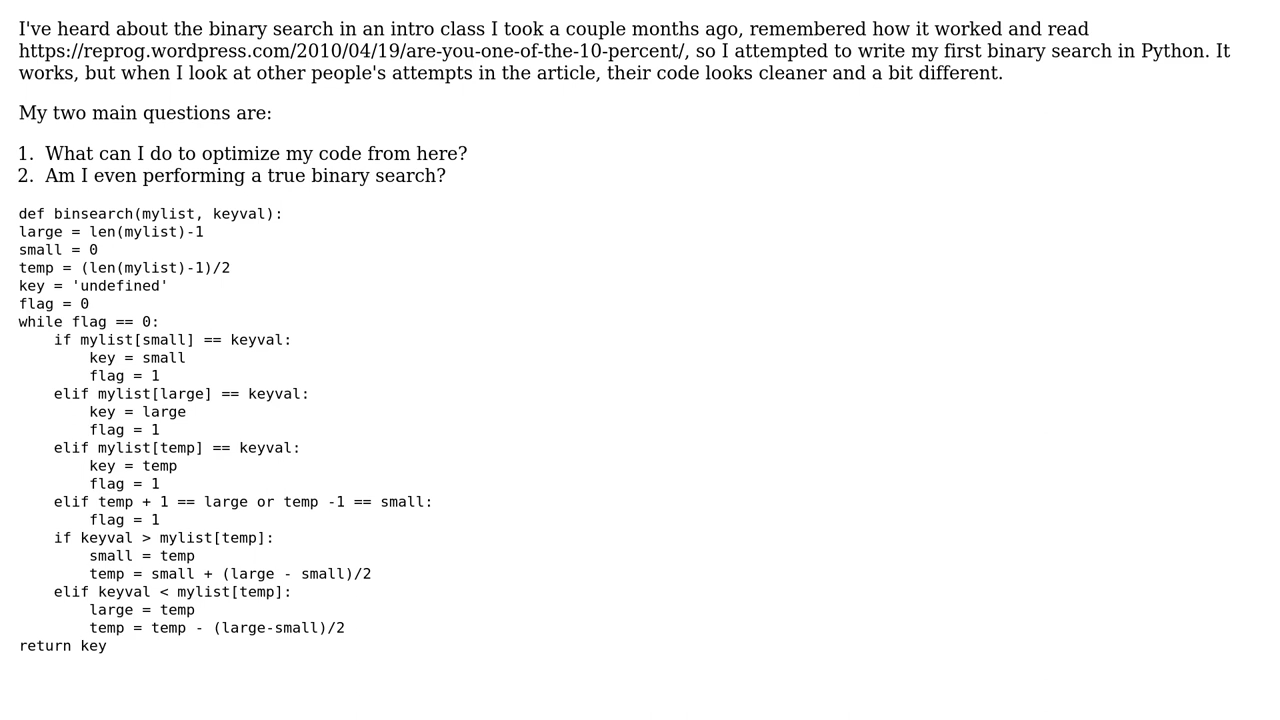 I've heard about the binary search in an intro class I took a couple months ago, remembered how it worked and read
https://reprog.wordpress.com/2010/04/19/are-you-one-of-the-10-percent/, so I attempted to write my first binary search in Python. It
works, but when I look at other people's attempts in the article, their code looks cleaner and a bit different.
My two main questions are:
1. What can I do to optimize my code from here?
2. Am I even performing a true binary search?
def binsearch(mylist, keyval):
large = len(mylist)-1
small = 0
temp = (len(mylist)-1)/2
key = 'undefined'
flag = 0
while flag == 0:
    if mylist[small] == keyval:
        key = small
        flag = 1
    elif mylist[large] == keyval:
        key = large
        flag = 1
    elif mylist[temp] == keyval:
        key = temp
        flag = 1
    elif temp + 1 == large or temp -1 == small:
        flag = 1
    if keyval > mylist[temp]:
        small = temp
        temp = small + (large - small)/2
    elif keyval < mylist[temp]:
        large = temp
        temp = temp - (large-small)/2
return key